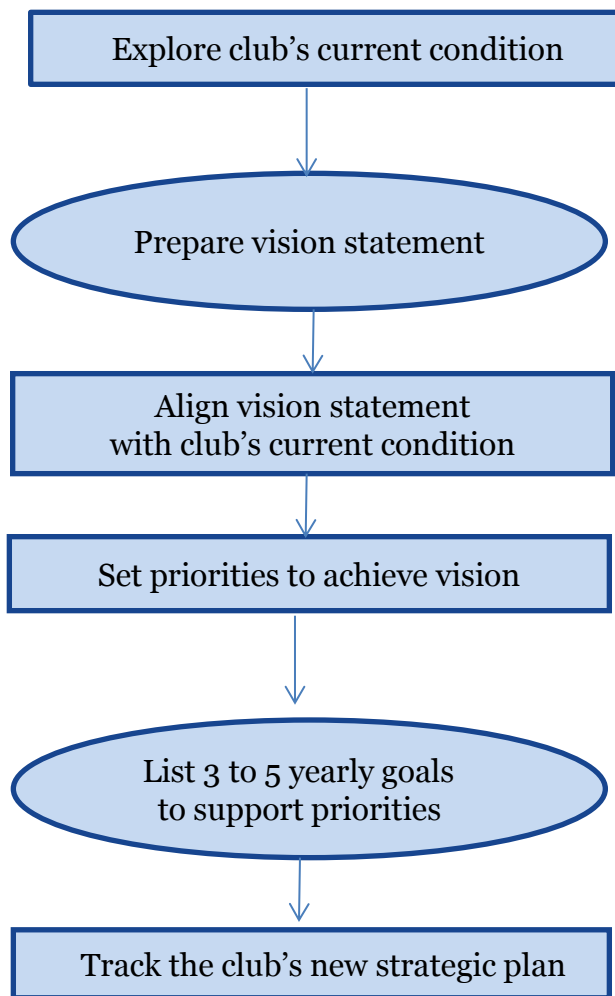 Explore club's current condition
Prepare vision statement
Align vision statement
with club's current condition
Set priorities to achieve vision
List 3 to 5 yearly goals
to support priorities
Track the club's new strategic plan